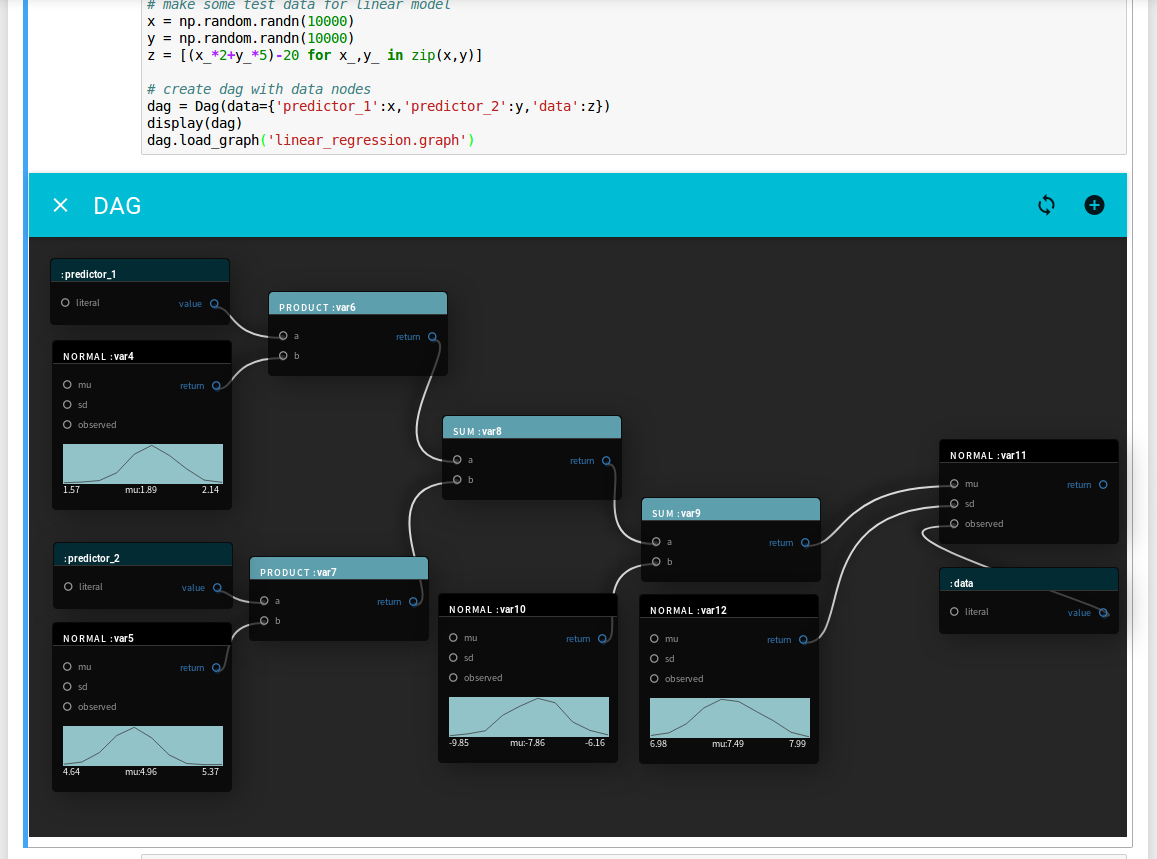 # make some test data for linear model
x = np.random.randn(10000)
y = np.random.randn(10000)
z = [(x_*2+y_*5)-20 for x_,y_ in zip(x,y)]
# create dag with data nodes
dag = Dag(data={'predictor_1':x,'predictor_2':y,'data':z})
display(dag)
dag.load_graph('linear_regression.graph')
DAG
:predictor_1
literal value
NORMAL :var4
mu return
sd
observed
1.57 mu:1.89 2.14
PRODUCT :var6
a return
b
:predictor_2
literal value
NORMAL :var5
mu return
sd
observed
4.64 mu:4.96 5.37
PRODUCT :var7
a return
b
SUM :var8
a return
b
NORMAL :var10
mu return
sd
observed
-9.85 mu:-7.86 -6.16
SUM :var9
a return
b
NORMAL :var12
mu return
sd
observed
6.98 mu:7.49 7.99
NORMAL :var11
mu return
sd
observed
:data
literal value